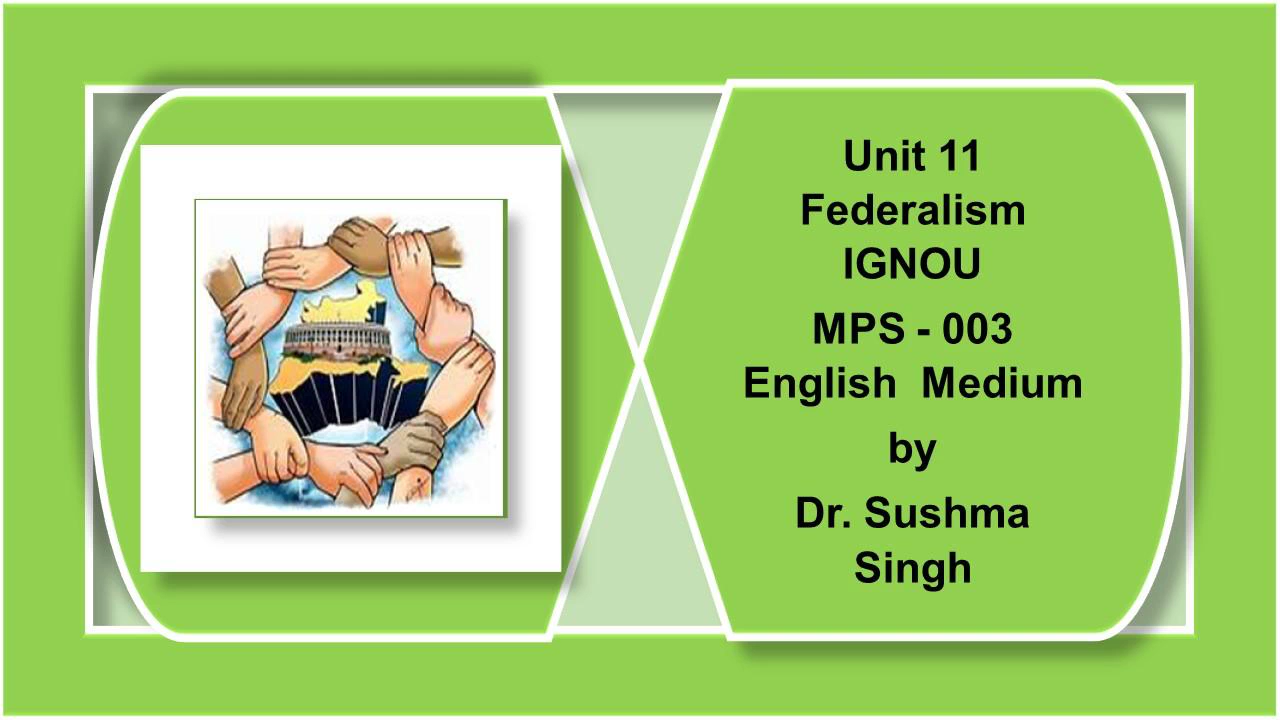 Unit 11
Federalism
IGNOU
MPS - 003
English Medium
by
Dr. Sushma
Singh